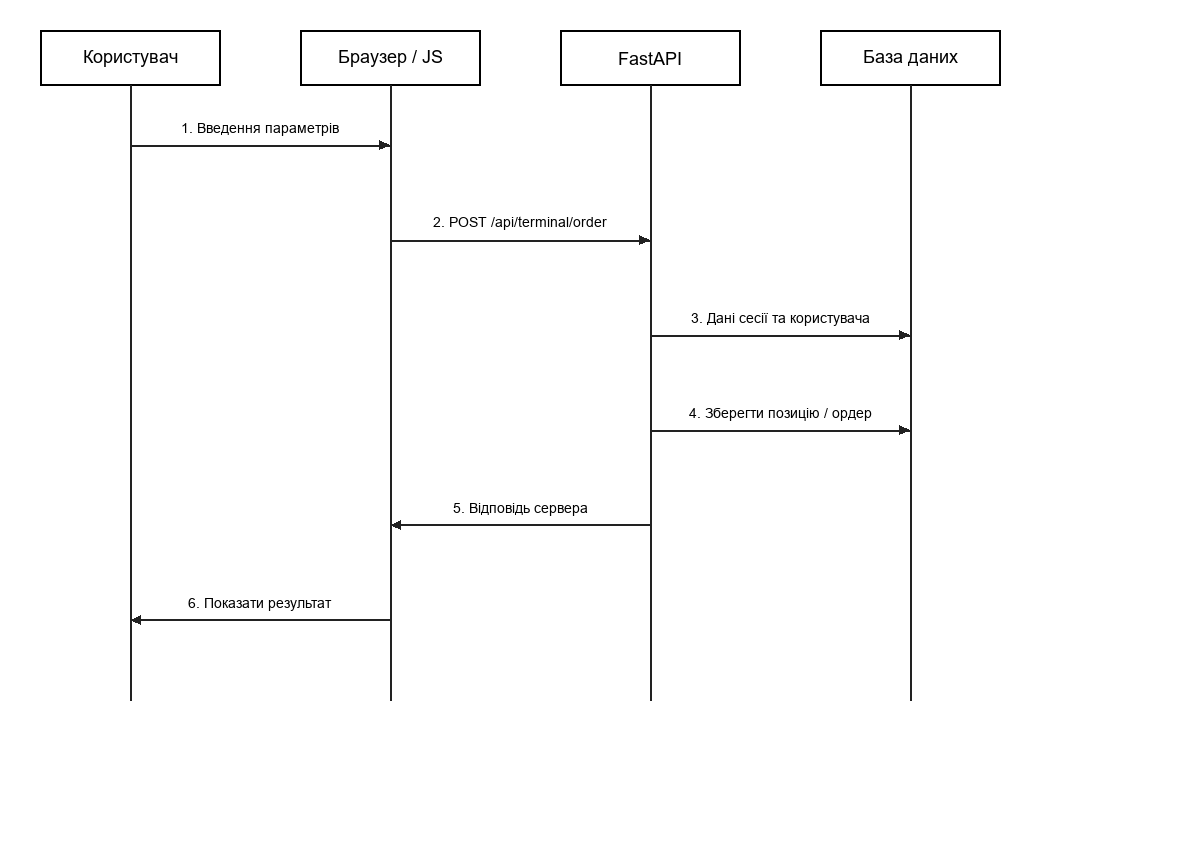 Користувач
Браузер / JS
FastAPI
База даних
1. Введення параметрів
2. POST /api/terminal/order
3. Дані сесії та користувача
4. Зберегти позицію / ордер
5. Відповідь сервера
6. Показати результат